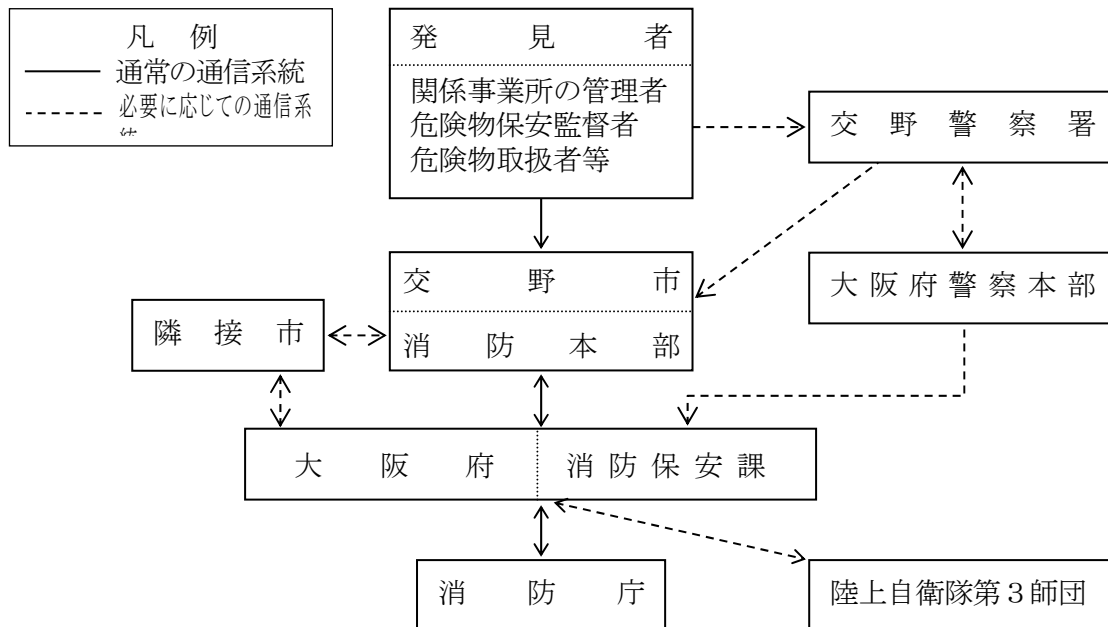 凡 例
通常の通信系統
必要に応じての通信系
発 見 者
関係事業所の管理者
危険物保安監督者
危険物取扱者等
交 野 警 察 署
交 野 市
消 防 本 部
大 阪 府 警 察 本 部
隣 接 市
大 阪 府
消 防 保 安 課
消 防 庁
陸上自衛隊第３師団